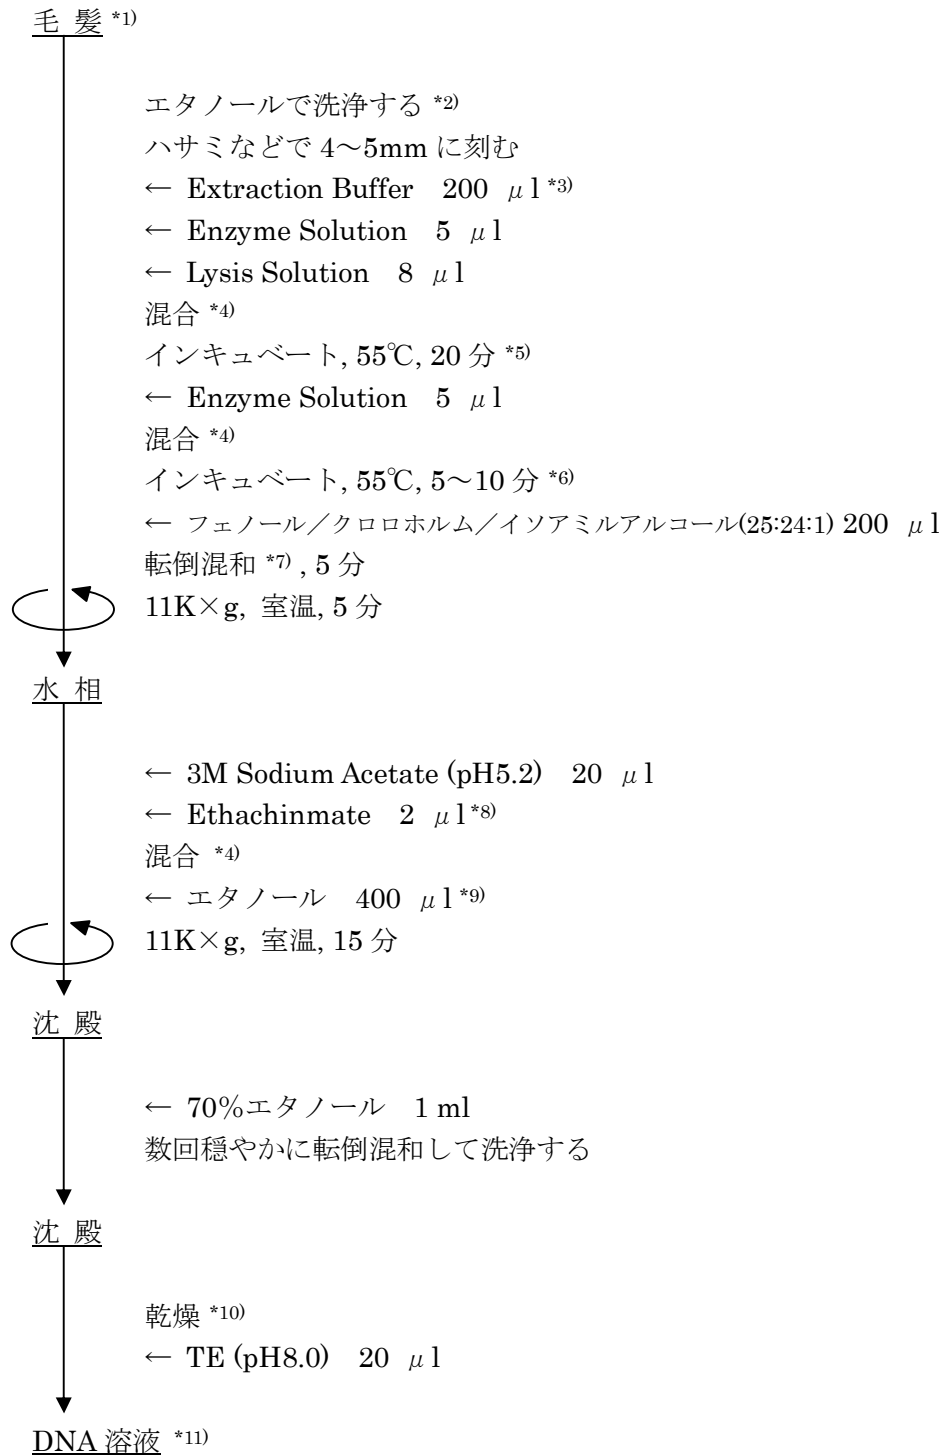 毛 髪 *1)
エタノールで洗浄する *2)
ハサミなどで 4～5mm に刻む
← Extraction Buffer 200 μl *3)
← Enzyme Solution 5 μl
← Lysis Solution 8 μl
混合 *4)
インキュベート, 55℃, 20 分 *5)
← Enzyme Solution 5 μl
混合 *4)
インキュベート, 55℃, 5～10 分 *6)
← フェノール／クロロホルム／イソアミルアルコール(25:24:1) 200 μl
転倒混和 *7) , 5 分
11K×g, 室温, 5 分
水 相
← 3M Sodium Acetate (pH5.2) 20 μl
← Ethachinmate 2 μl *8)
混合 *4)
← エタノール 400 μl *9)
11K×g, 室温, 15 分
沈 殿
← 70％エタノール 1 ml
数回穏やかに転倒混和して洗浄する
沈 殿
乾燥 *10)
← TE (pH8.0) 20 μl
DNA 溶液 *11)